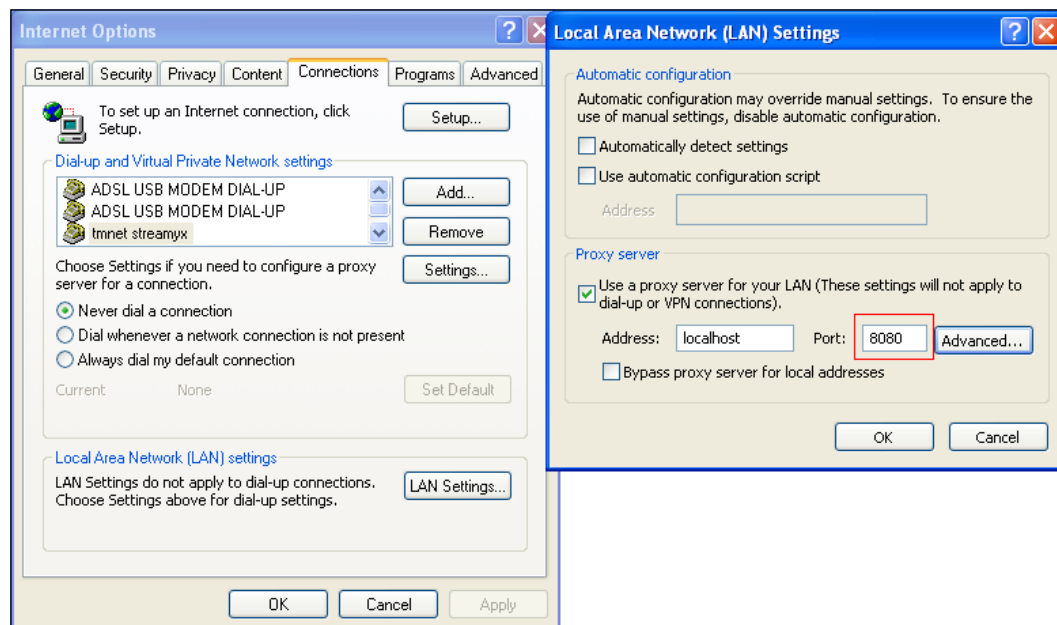 Internet Options
General Security Privacy Content Connections Programs Advanced
To set up an Internet connection, click
Setup.
Setup...
Dial-up and Virtual Private Network settings
ADSL USB MODEM DIAL-UP
ADSL USB MODEM DIAL-UP
tmnet streamyx
Add...
Remove
Choose Settings if you need to configure a proxy
server for a connection.
Settings...
Never dial a connection
Dial whenever a network connection is not present
Always dial my default connection
Current None
Set Default
Local Area Network (LAN) settings
LAN Settings do not apply to dial-up connections.
Choose Settings above for dial-up settings.
LAN Settings...
OK Cancel Apply
Local Area Network (LAN) Settings
Automatic configuration
Automatic configuration may override manual settings. To ensure the
use of manual settings, disable automatic configuration.
Automatically detect settings
Use automatic configuration script
Address
Proxy server
Use a proxy server for your LAN (These settings will not apply to
dial-up or VPN connections).
Address: localhost Port: 8080 Advanced...
Bypass proxy server for local addresses
OK Cancel